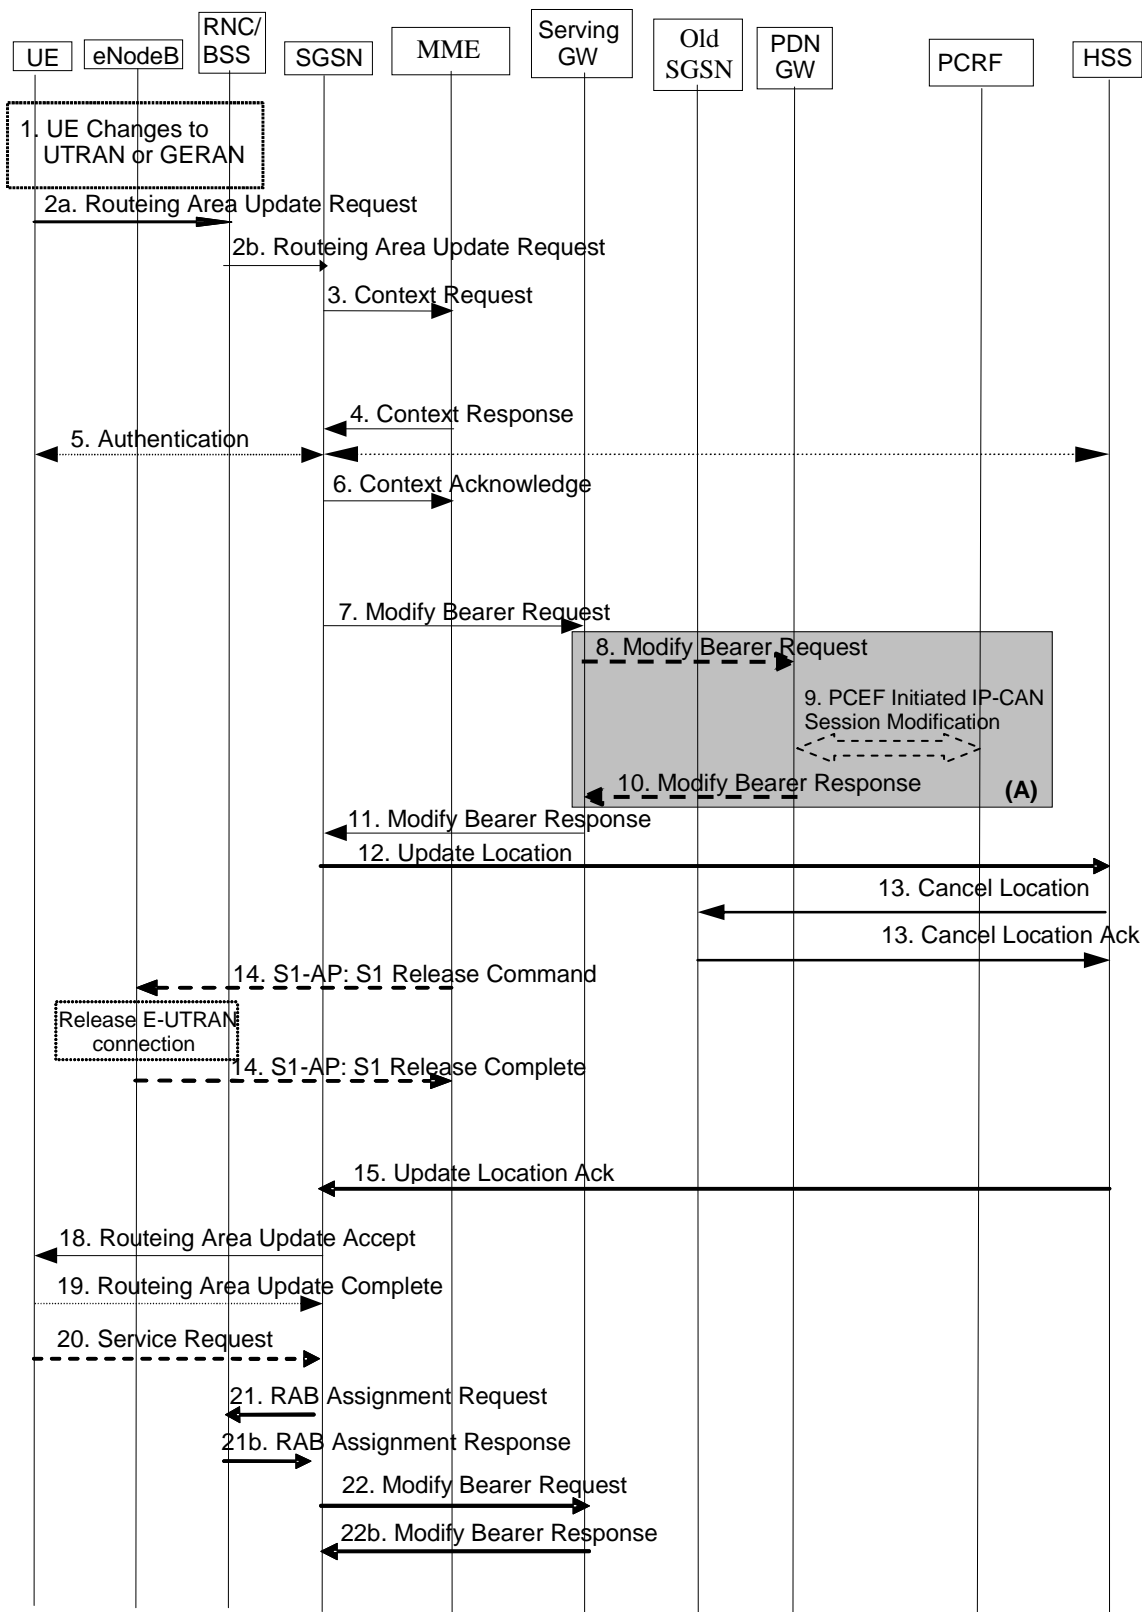 UE
eNodeB
RNC/
BSS
SGSN
MME
Serving
GW
Old
SGSN
PDN
GW
PCRF
HSS
1. UE Changes to
UTRAN or GERAN
2a. Routeing Area Update Request
2b. Routeing Area Update Request
3. Context Request
4. Context Response
5. Authentication
6. Context Acknowledge
7. Modify Bearer Request
8. Modify Bearer Request
9. PCEF Initiated IP-CAN
Session Modification
10. Modify Bearer Response
(A)
11. Modify Bearer Response
12. Update Location
13. Cancel Location
13. Cancel Location Ack
14. S1-AP: S1 Release Command
Release E-UTRAN
connection
14. S1-AP: S1 Release Complete
15. Update Location Ack
18. Routeing Area Update Accept
19. Routeing Area Update Complete
20. Service Request
21. RAB Assignment Request
21b. RAB Assignment Response
22. Modify Bearer Request
22b. Modify Bearer Response